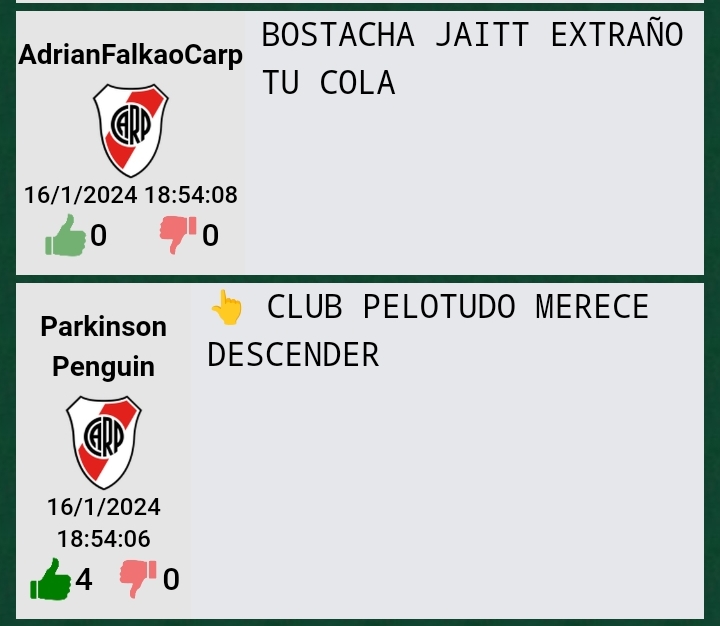 AdrianFalkaoCarp
CARP
16/1/2024 18:54:08
0 0
BOSTACHA JAITT EXTRAÑO
TU COLA
Parkinson
Penguin
CARP
16/1/2024
18:54:06
4 0
👆 CLUB PELOTUDO MERECE
DESCENDER